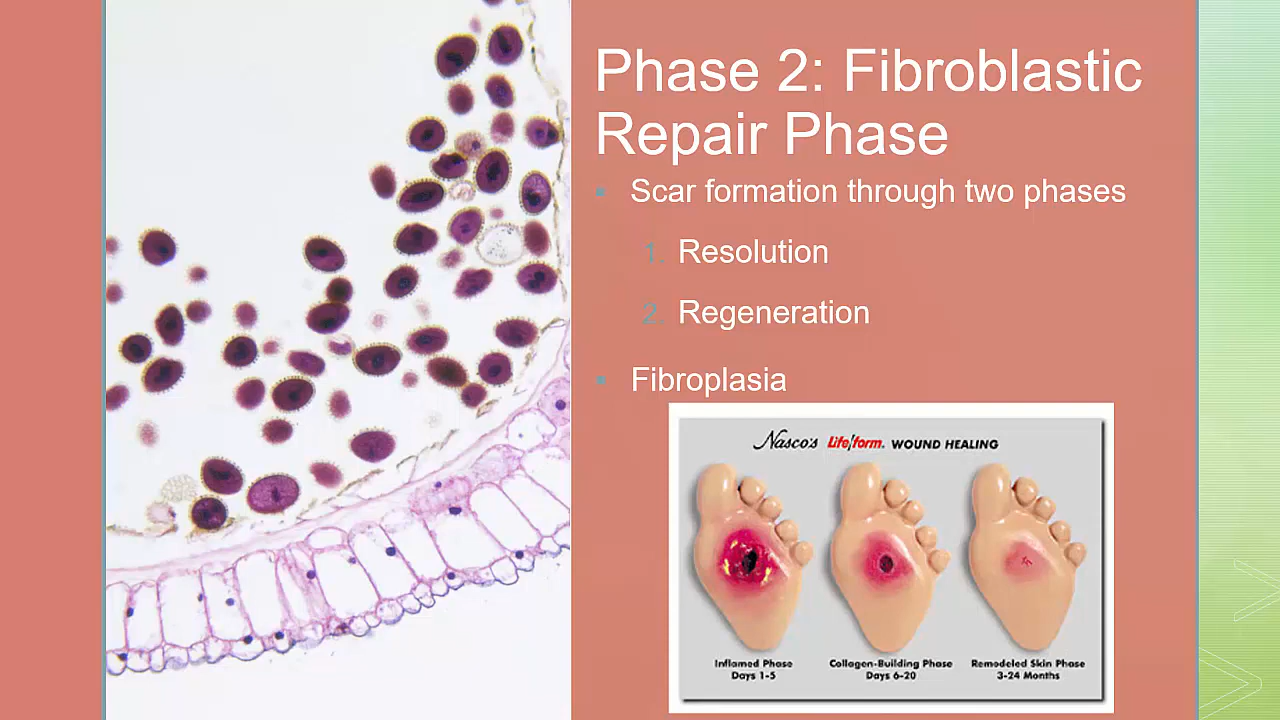 Phase 2: Fibroblastic
Repair Phase
▪ Scar formation through two phases
1. Resolution
2. Regeneration
▪ Fibroplasia
Nasco's Life/form. WOUND HEALING
Inflamed Phase
Days 1-5
Collagen-Building Phase
Days 6-20
Remodeled Skin Phase
3-24 Months